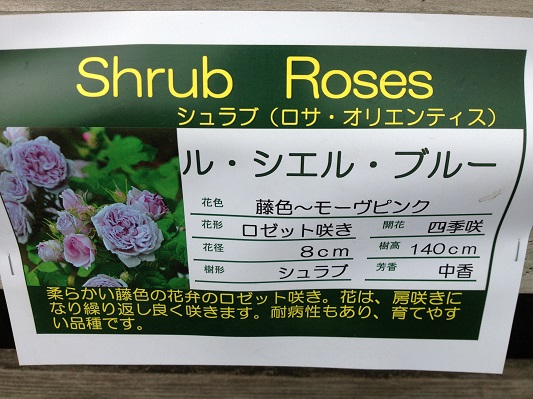 Shrub Roses
シュラブ（ロサ・オリエンティス）
ル・シエル・ブルー
花色 藤色～モーヴピンク
花形 ロゼット咲き 開花 四季咲
花径 8cm 樹高 140cm
樹形 シュラブ 芳香 中香
柔らかい藤色の花弁のロゼット咲き。花は、房咲きに
なり繰り返し良く咲きます。耐病性もあり、育てやす
い品種です。